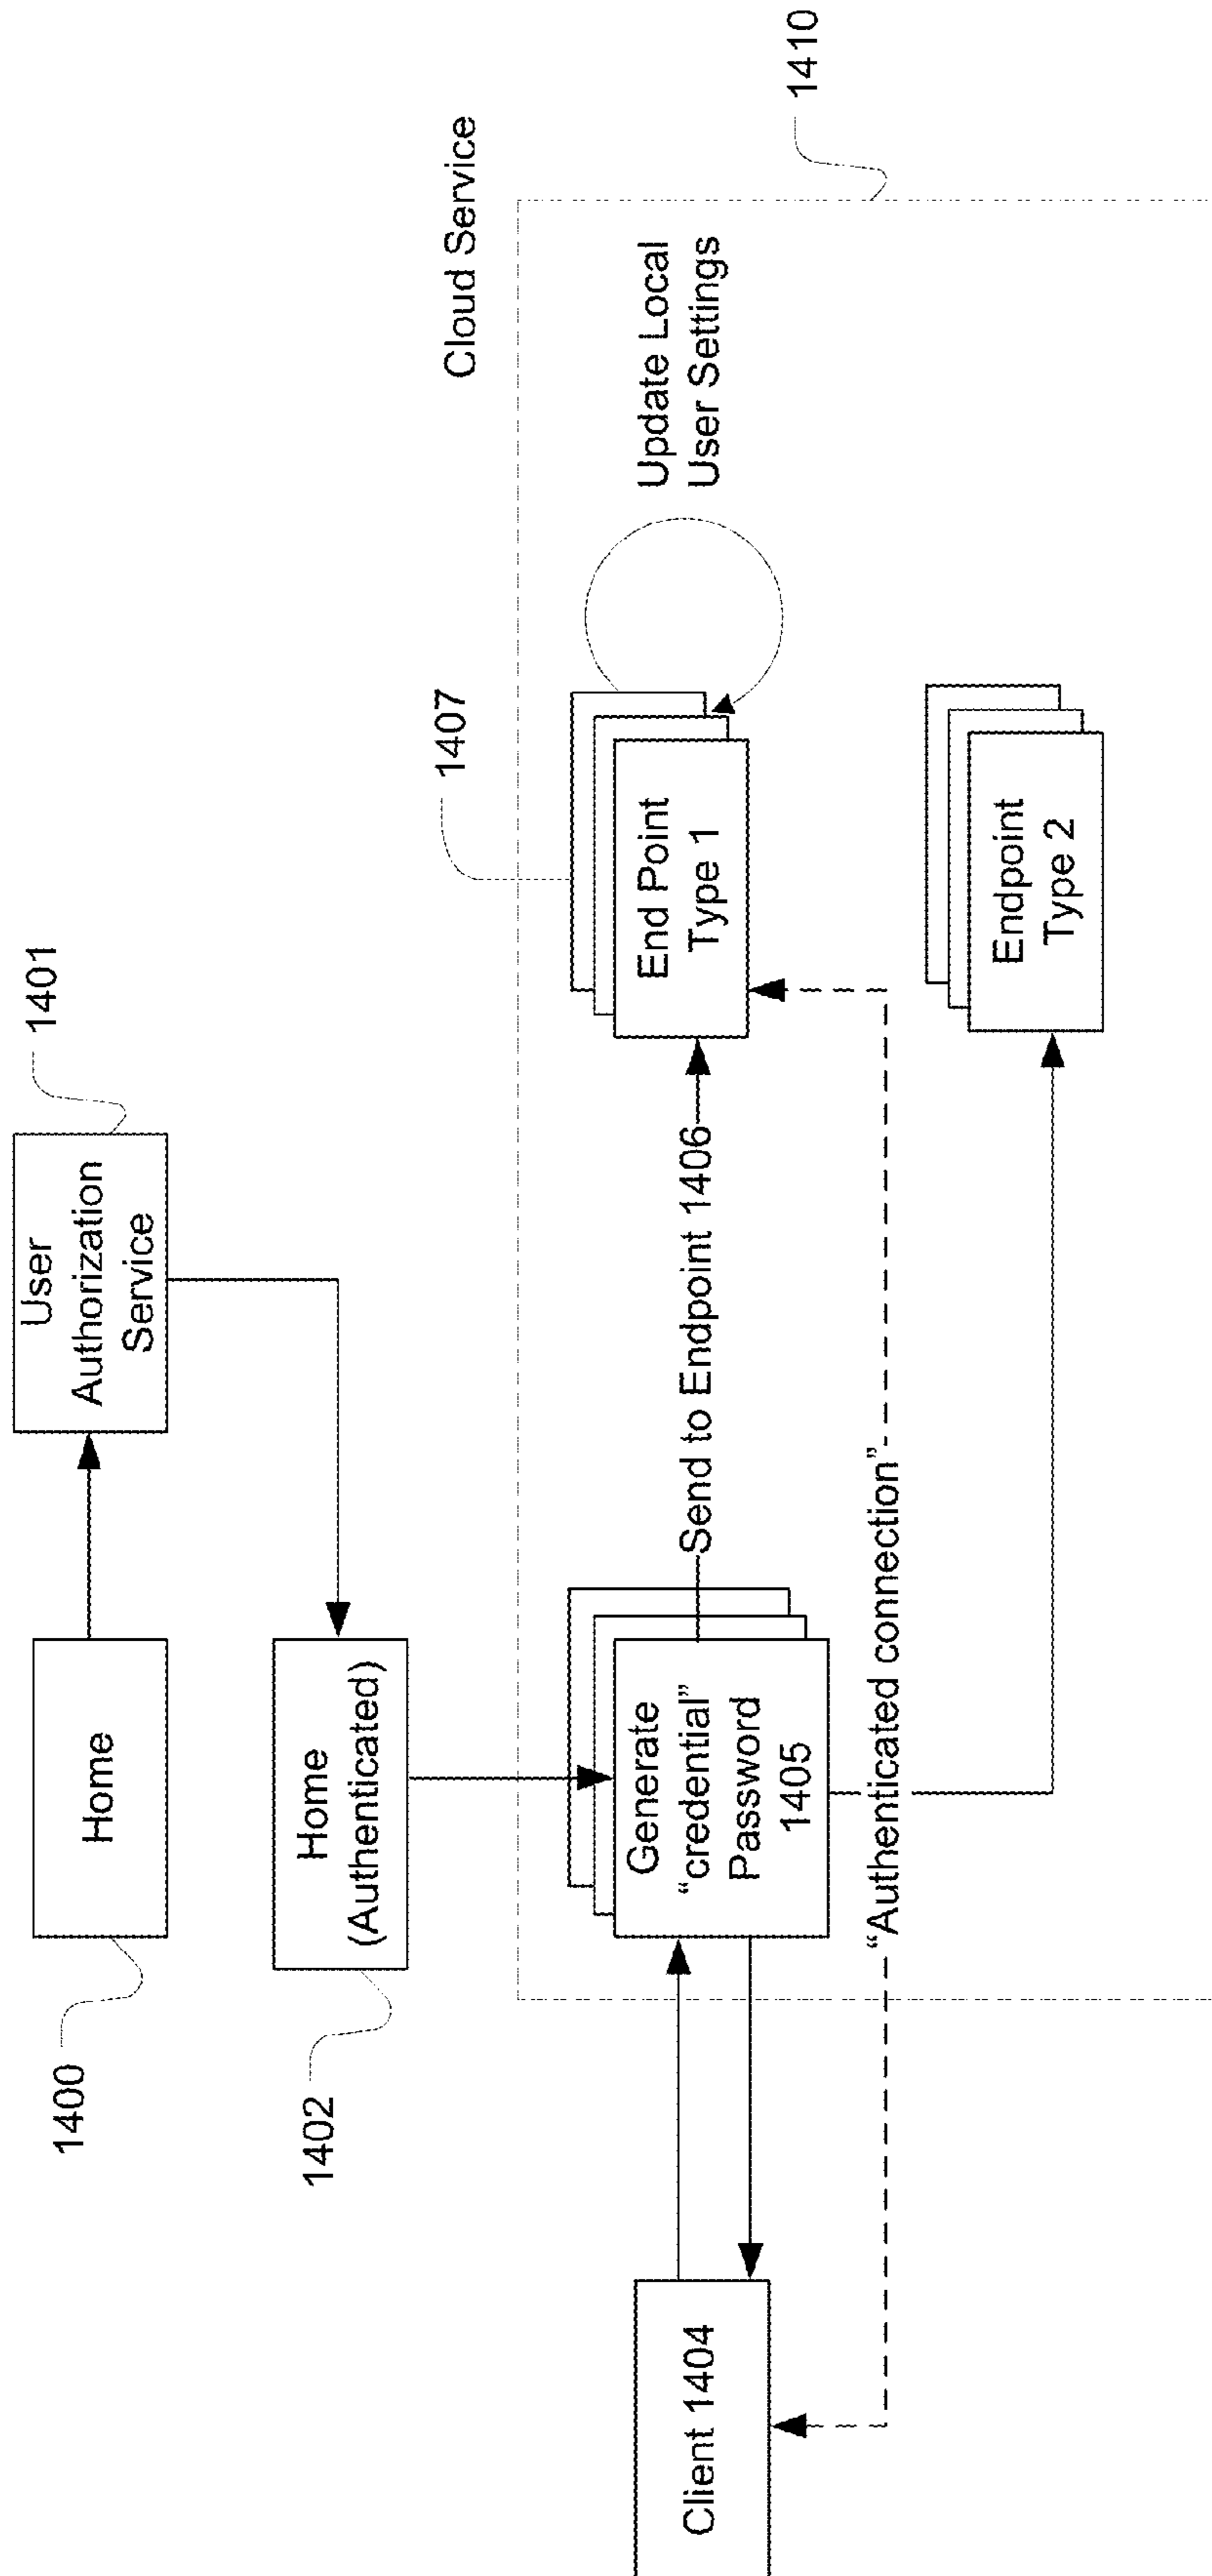 1400
Home
User
Authorization
Service
1401
1402
Home
(Authenticated)
1407
Cloud Service
1410
Client 1404
Generate
“credential”
Password
1405
Send to Endpoint 1406
End Point
Type 1
Update Local
User Settings
“Authenticated connection”
Endpoint
Type 2